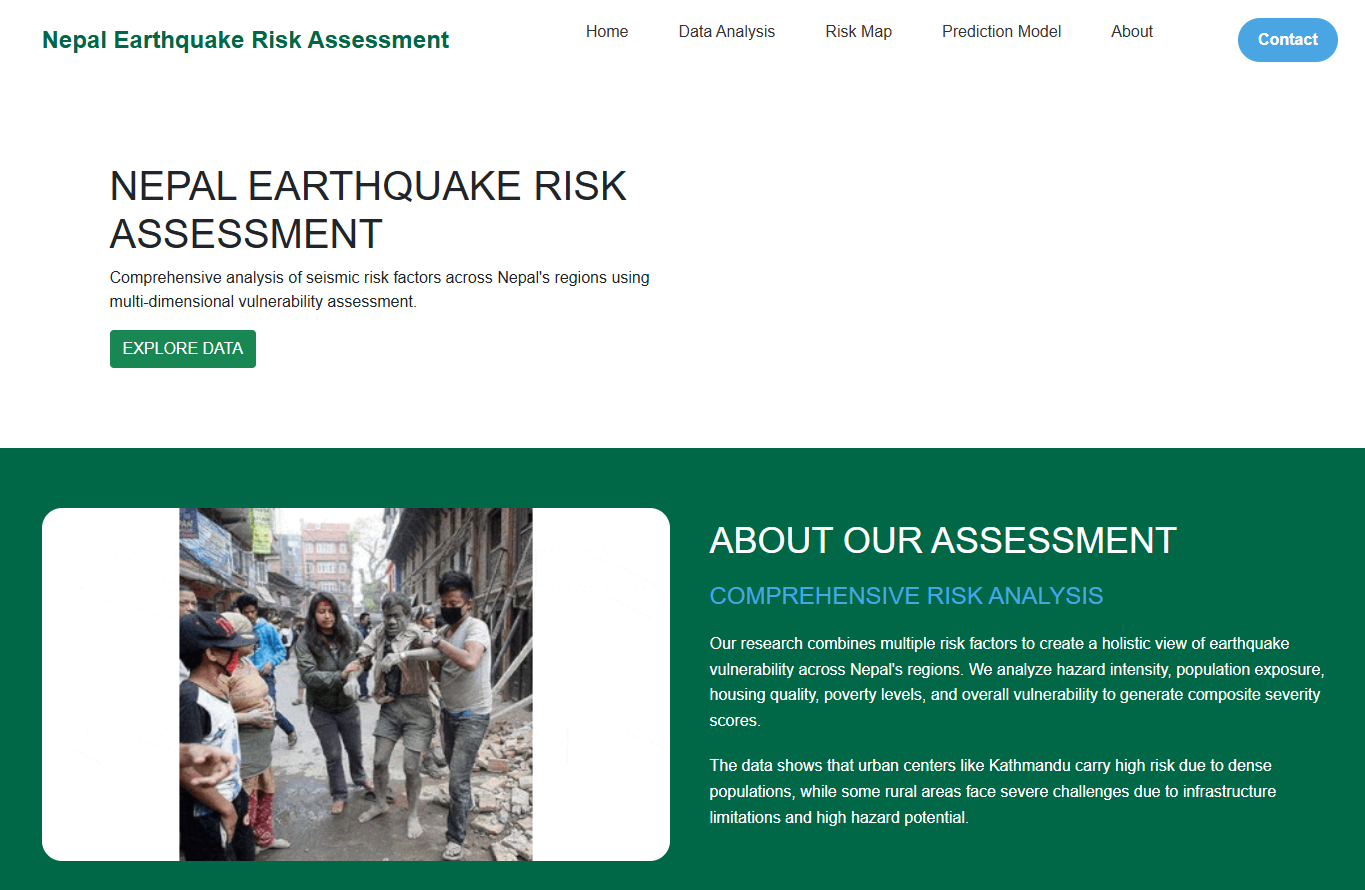 Nepal Earthquake Risk Assessment
Home
Data Analysis
Risk Map
Prediction Model
About
Contact
NEPAL EARTHQUAKE RISK
ASSESSMENT
Comprehensive analysis of seismic risk factors across Nepal's regions using
multi-dimensional vulnerability assessment.
EXPLORE DATA
ABOUT OUR ASSESSMENT
COMPREHENSIVE RISK ANALYSIS
Our research combines multiple risk factors to create a holistic view of earthquake
vulnerability across Nepal's regions. We analyze hazard intensity, population exposure,
housing quality, poverty levels, and overall vulnerability to generate composite severity
scores.
The data shows that urban centers like Kathmandu carry high risk due to dense
populations, while some rural areas face severe challenges due to infrastructure
limitations and high hazard potential.